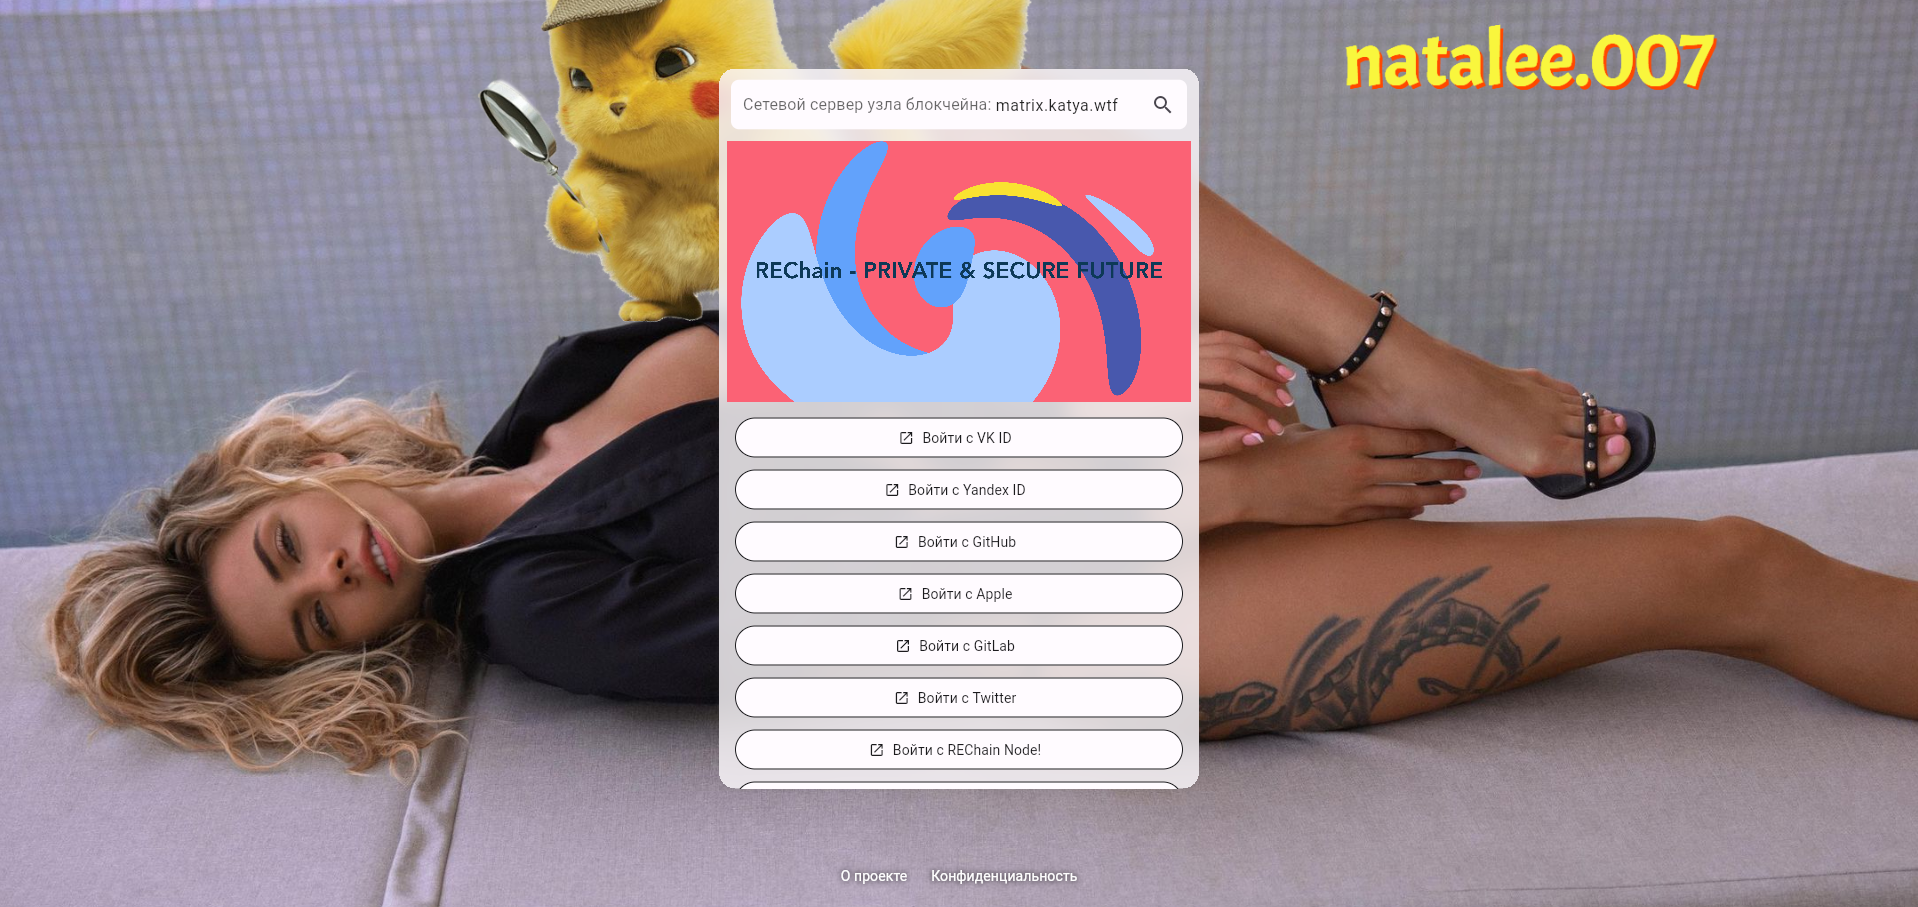 natalee.007
Сетевой сервер узла блокчейна: matrix.katya.wtf
REChain - PRIVATE & SECURE FUTURE
Войти с VK ID
Войти с Yandex ID
Войти с GitHub
Войти с Apple
Войти с GitLab
Войти с Twitter
Войти с REChain Node!
О проекте Конфиденциальность